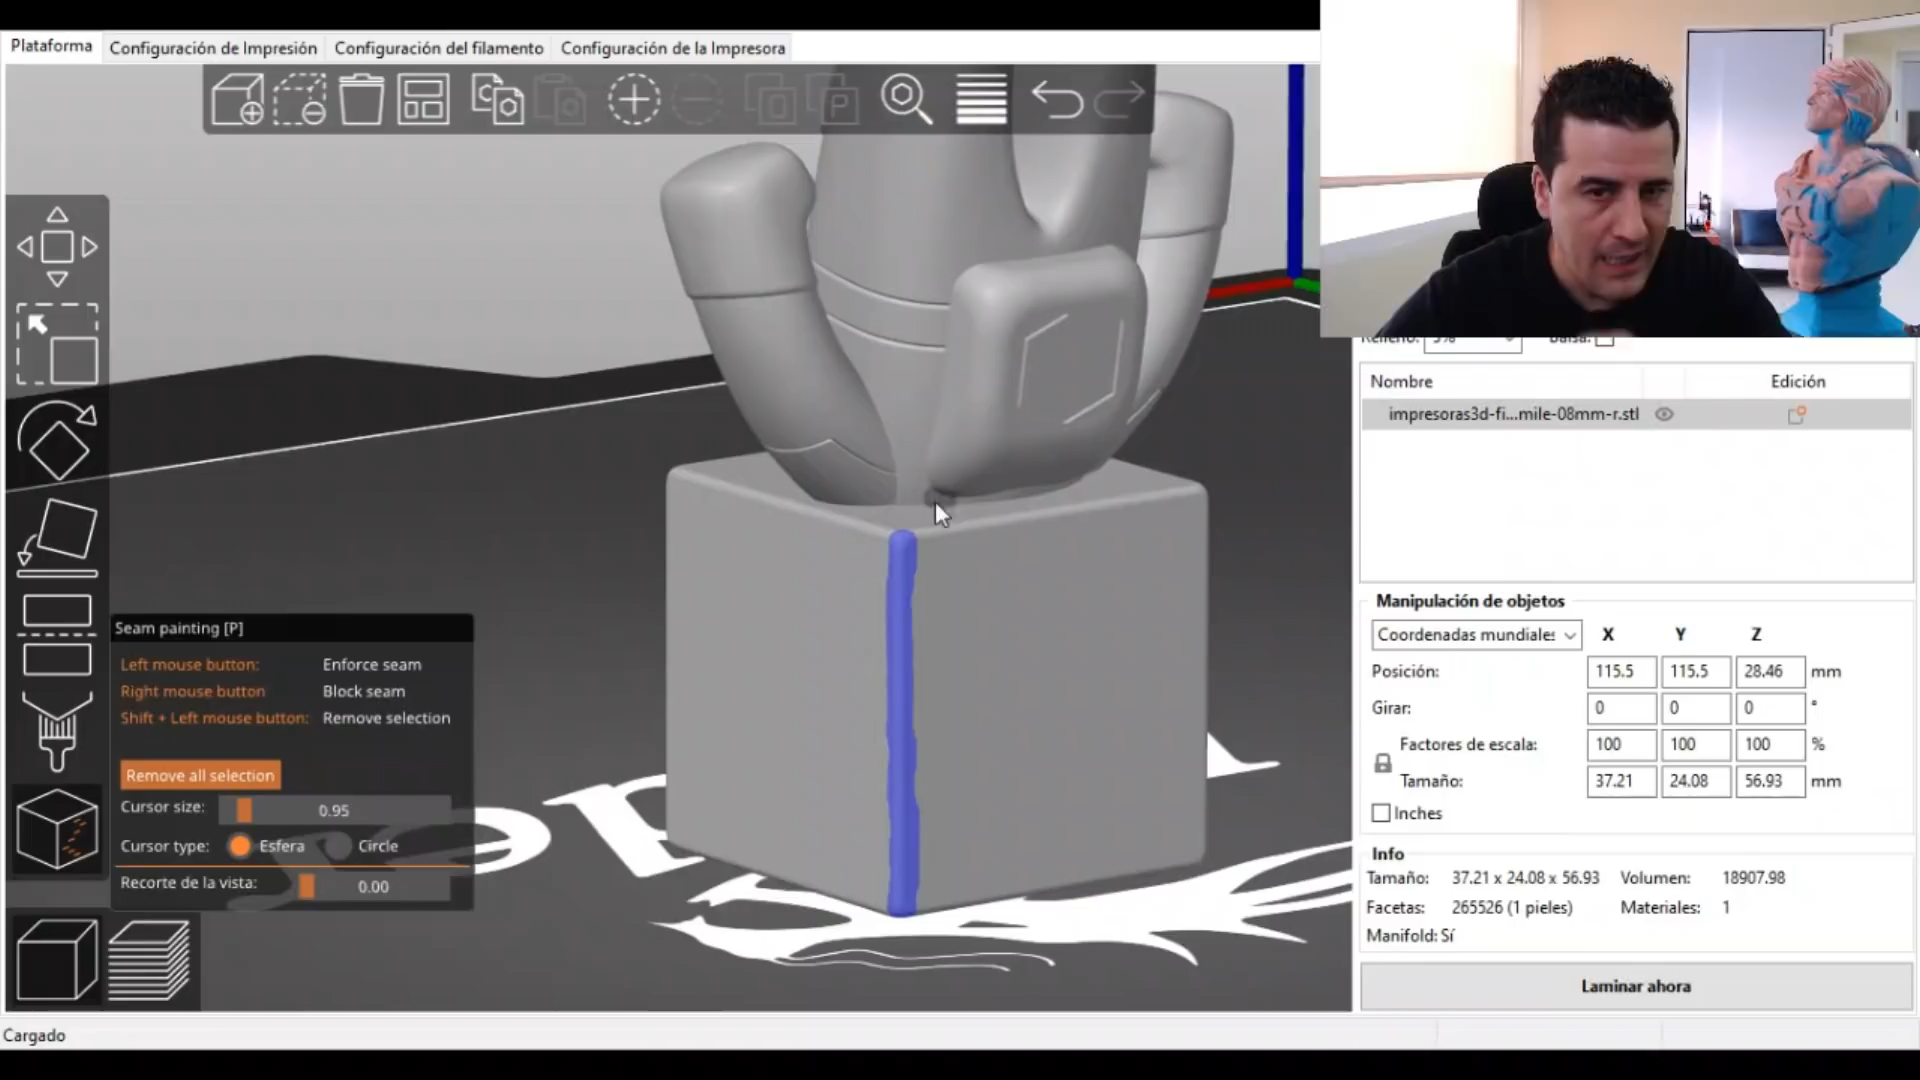 Plataforma
Configuración de Impresión
Configuración del filamento
Configuración de la Impresora
Seam painting [P]
Left mouse button: Enforce seam
Right mouse button Block seam
Shift + Left mouse button: Remove selection
Remove all selection
Cursor size: 0.95
Cursor type: Esfera Circle
Recorte de la vista: 0.00
Cargado
Relleno: 5% Balsa:
Nombre Edición
impresoras3d-fi...mile-08mm-r.stl
Manipulación de objetos
Coordenadas mundiales X Y Z
Posición: 115.5 115.5 28.46 mm
Girar: 0 0 0 °
Factores de escala: 100 100 100 %
Tamaño: 37.21 24.08 56.93 mm
Inches
Info
Tamaño: 37.21 x 24.08 x 56.93 Volumen: 18907.98
Facetas: 265526 (1 pieles) Materiales: 1
Manifold: Sí
Laminar ahora